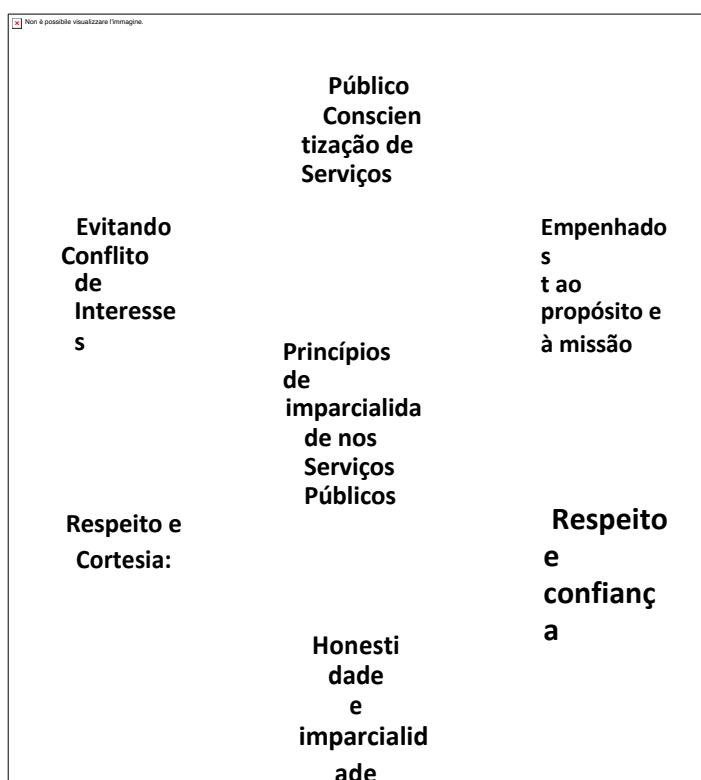 Non è possibile visualizzare l'immagine.
Público
Conscien
tização de
Serviços
Evitando
Conflito
de
Interesse
s
Empenhado
s
t ao
propósito e
à missão
Princípios
de
imparcialida
de nos
Serviços
Públicos
Respeito e
Cortesia:
Respeito
e
confianç
a
Honesti
dade
e
imparcialid
ade